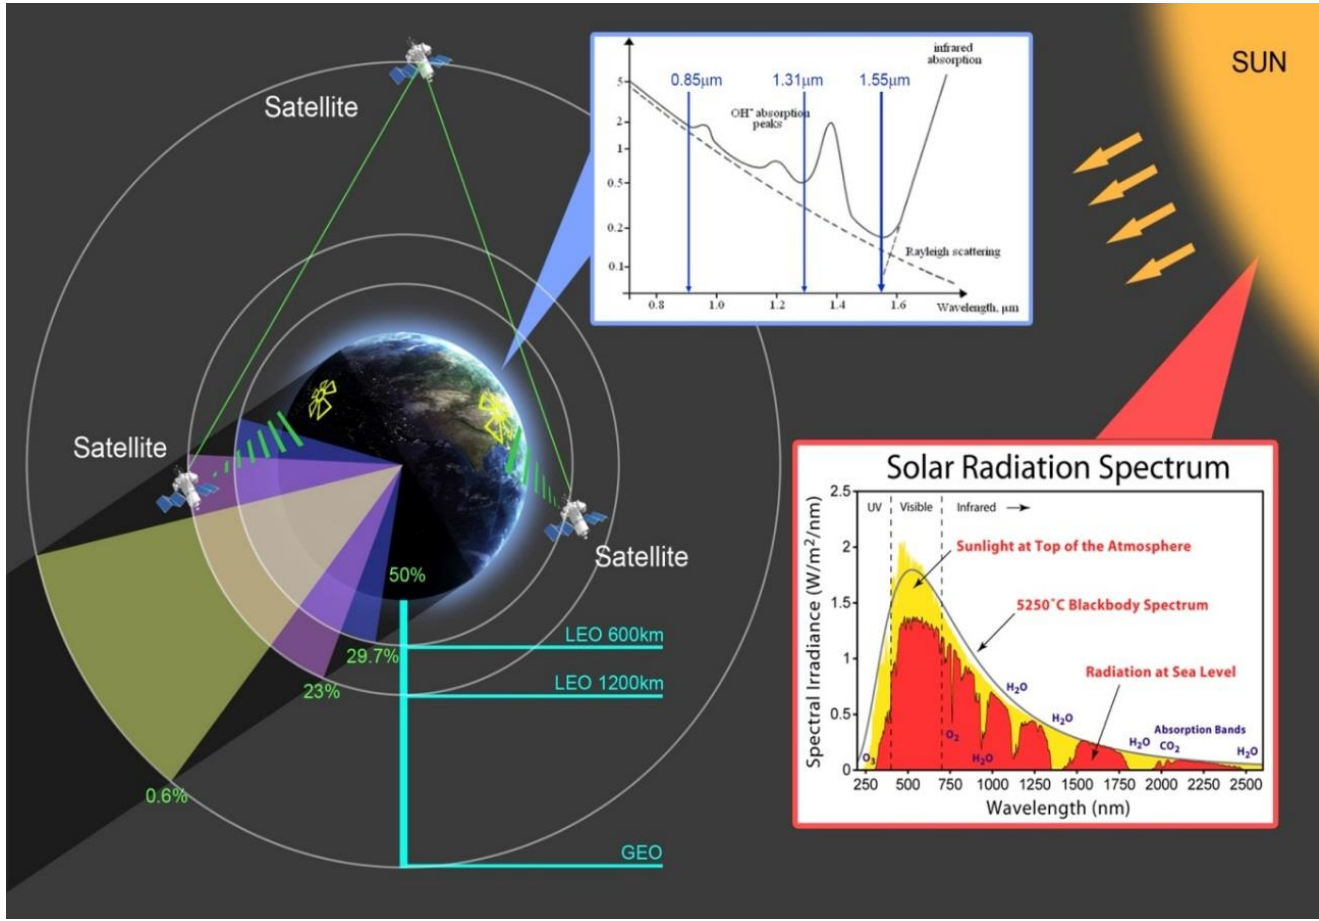 SUN
Satellite
Satellite
Satellite
50%
29.7%
23%
0.6%
LEO 600km
LEO 1200km
GEO
infrared
absorption
0.85μm
1.31μm
1.55μm
OH⁻ absorption
peaks
5
2
1
0.5
0.2
0.1
Rayleigh scattering
0.8
1.0
1.2
1.4
1.6
Wavelength, μm
Solar Radiation Spectrum
UV
Visible
Infrared
Sunlight at Top of the Atmosphere
5250°C Blackbody Spectrum
Radiation at Sea Level
Absorption Bands
O₃
O₂
H₂O
H₂O
H₂O
H₂O
CO₂
H₂O
Spectral Irradiance (W/m²/nm)
2.5
2
1.5
1
0.5
0
250 500 750 1000 1250 1500 1750 2000 2250 2500
Wavelength (nm)